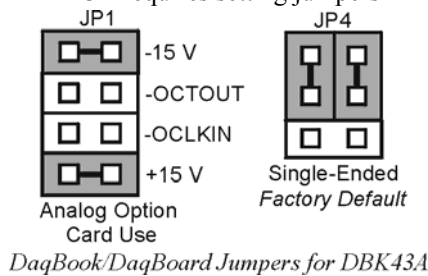 JP1
JP4
-15 V
-OCTOUT
-OCLKIN
+15 V
Analog Option
Card Use
Single-Ended
Factory Default
DaqBook/DaqBoard Jumpers for DBK43A